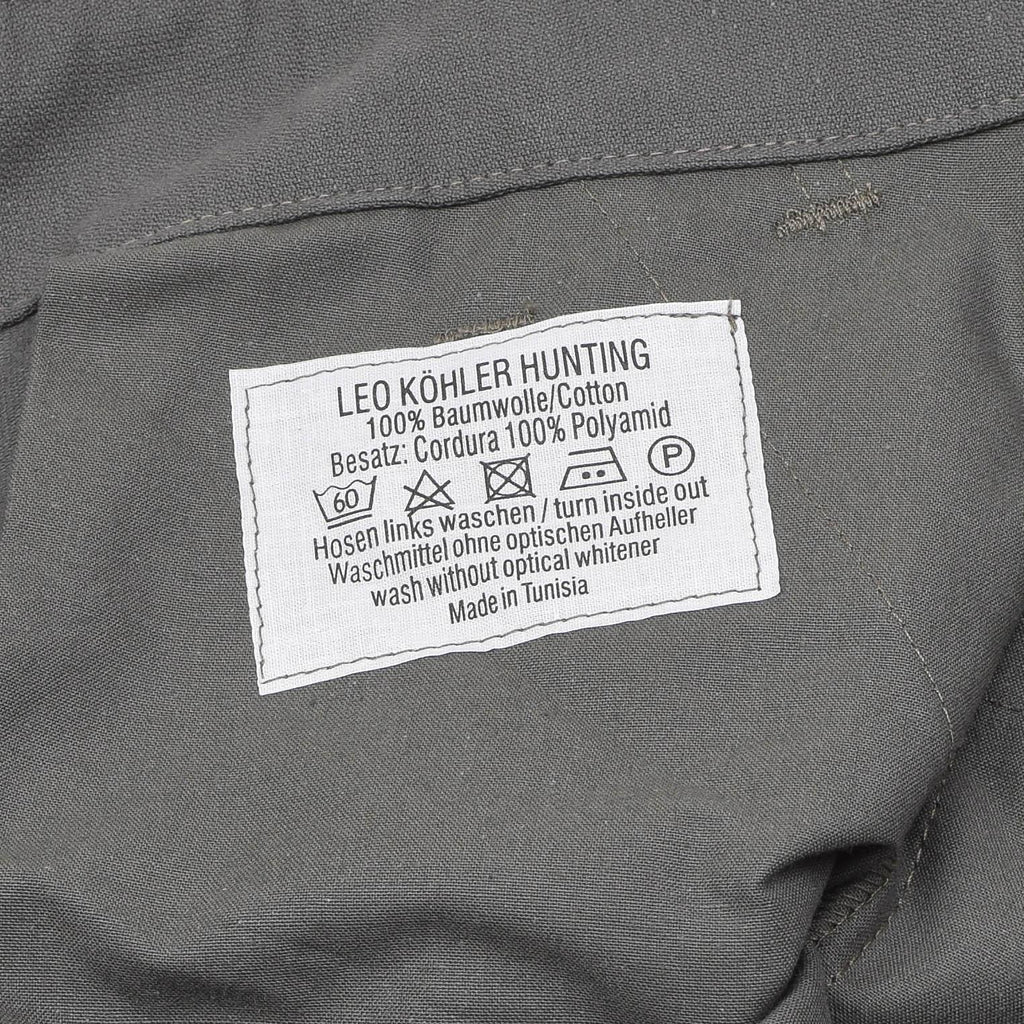 LEO KÖHLER HUNTING
100% Baumwolle/Cotton
Besatz: Cordura 100% Polyamid
60 P
Hosen links waschen / turn inside out
Waschmittel ohne optischen Aufheller
wash without optical whitener
Made in Tunisia